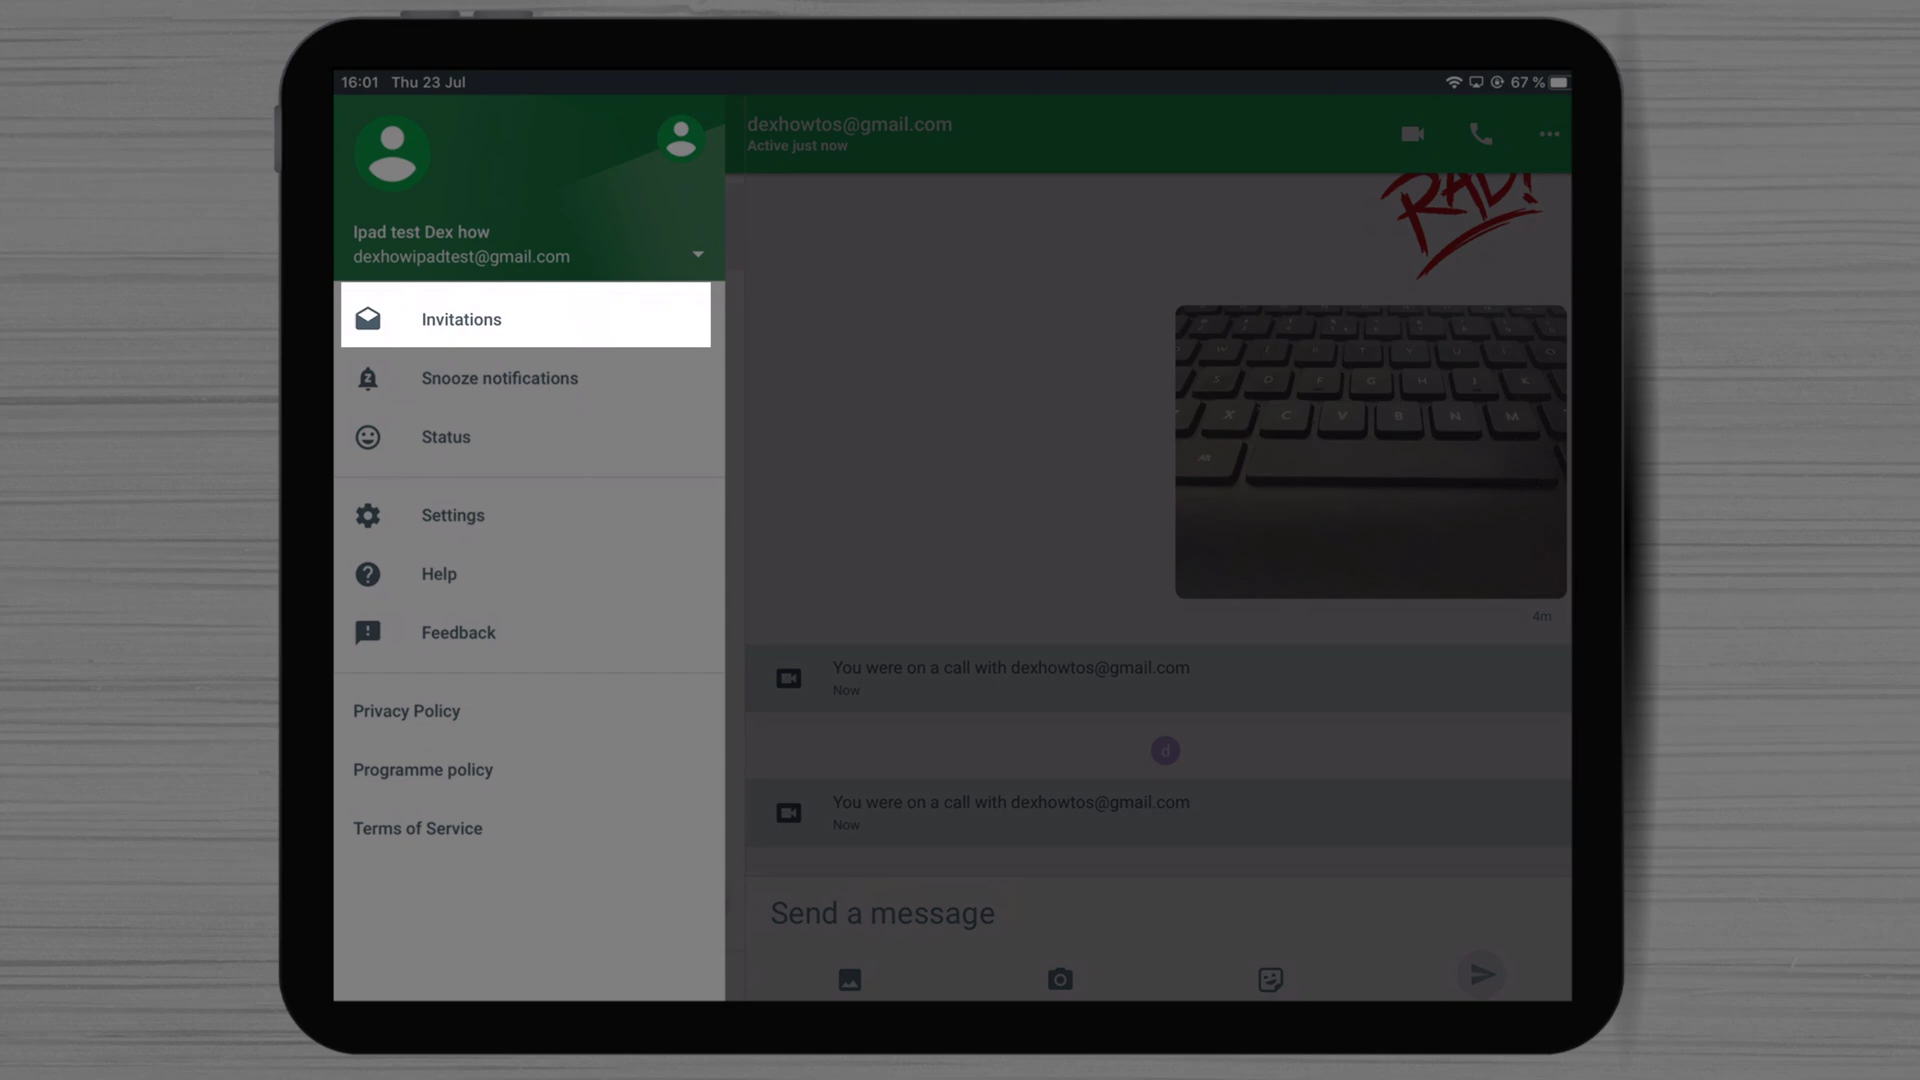 16:01 Thu 23 Jul
67 %
Ipad test Dex how
dexhowipadtest@gmail.com
Invitations
Snooze notifications
Status
Settings
Help
Feedback
Privacy Policy
Programme policy
Terms of Service
dexhowtos@gmail.com
Active just now
RAD!
W E R T Y U I O
S D F G H J K
X C V B N M
Alt
4m
You were on a call with dexhowtos@gmail.com
Now
d
You were on a call with dexhowtos@gmail.com
Now
Send a message